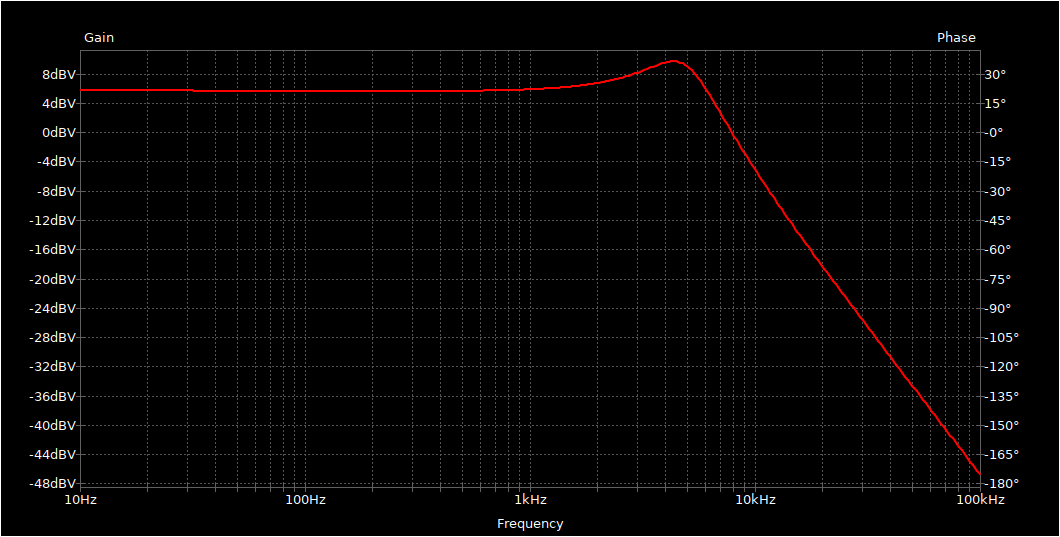 Gain Phase
8dBV 30°
4dBV 15°
0dBV -0°
-4dBV -15°
-8dBV -30°
-12dBV -45°
-16dBV -60°
-20dBV -75°
-24dBV -90°
-28dBV -105°
-32dBV -120°
-36dBV -135°
-40dBV -150°
-44dBV -165°
-48dBV -180°
10Hz 100Hz 1kHz 10kHz 100kHz
Frequency